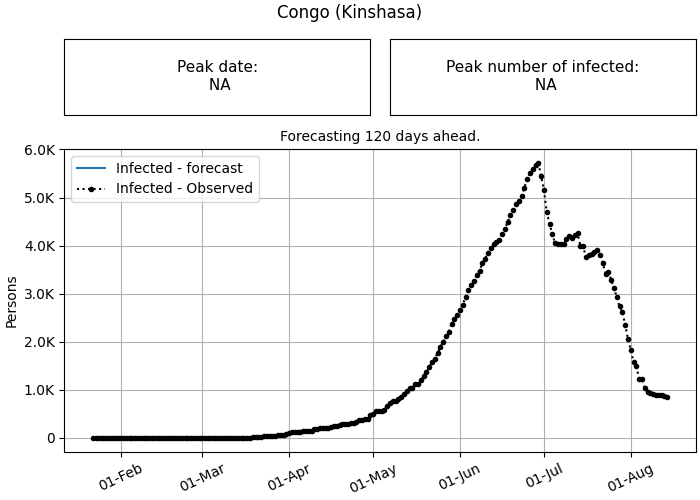 Congo (Kinshasa)
Peak date:
NA
Peak number of infected:
NA
Forecasting 120 days ahead.
6.0K
5.0K
4.0K
3.0K
2.0K
1.0K
0
Persons
Infected - forecast
Infected - Observed
01-Feb
01-Mar
01-Apr
01-May
01-Jun
01-Jul
01-Aug